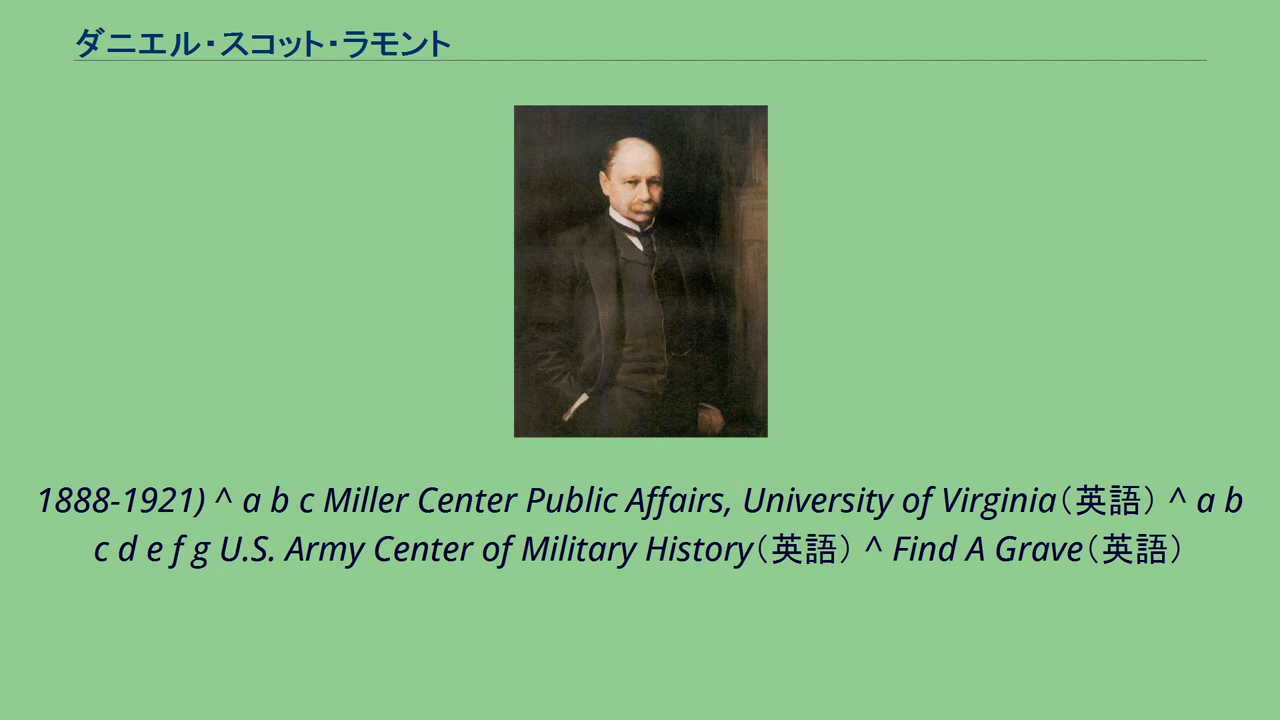 ダニエル・スコット・ラモント
1888-1921) ^ a b c Miller Center Public Affairs, University of Virginia（英語） ^ a b
c d e f g U.S. Army Center of Military History（英語） ^ Find A Grave（英語）